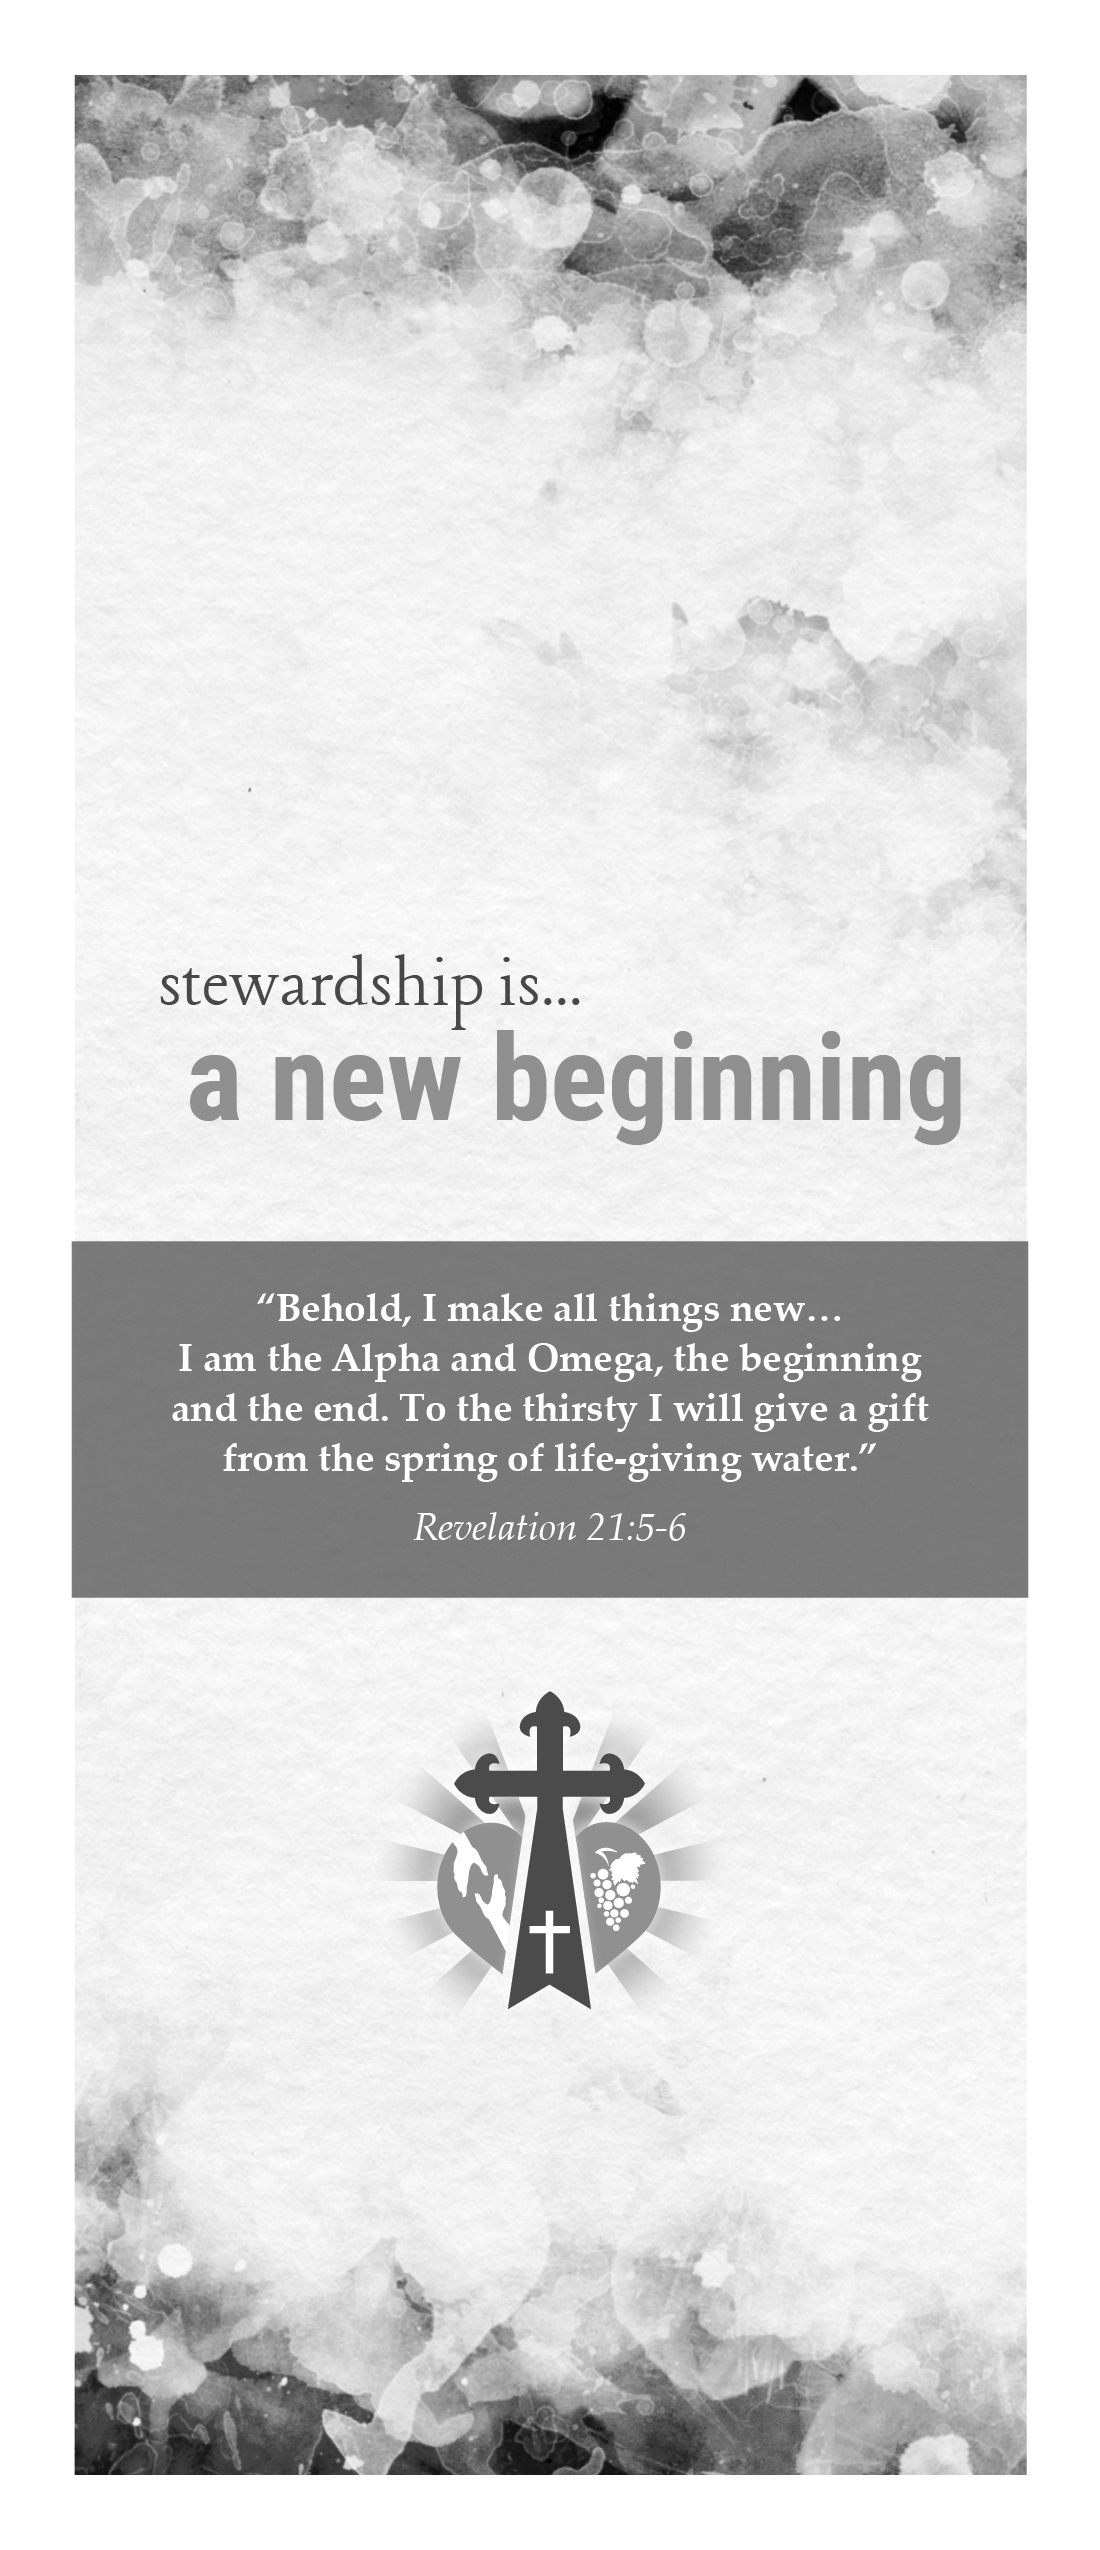 stewardship is...
a new beginning
“Behold, I make all things new…
I am the Alpha and Omega, the beginning
and the end. To the thirsty I will give a gift
from the spring of life-giving water.”
Revelation 21:5-6